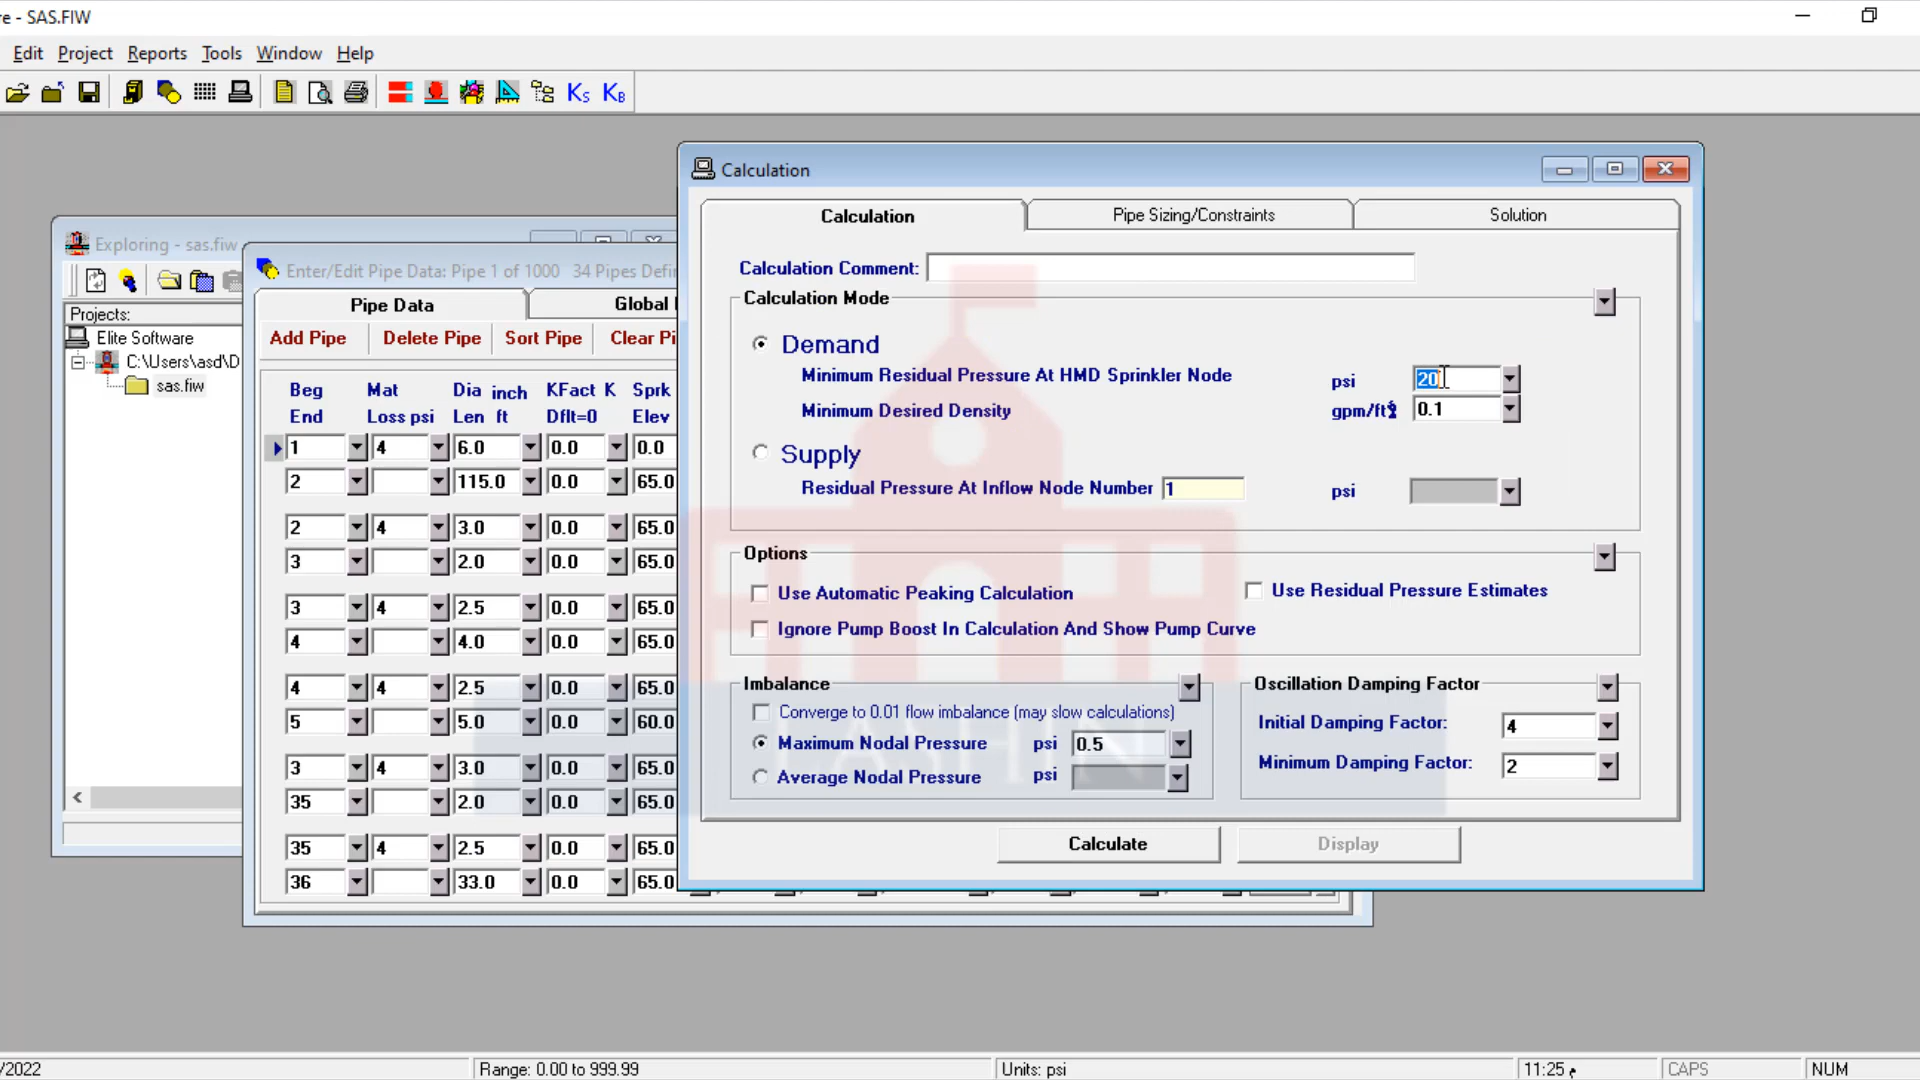 re - SAS.FIW
Edit Project Reports Tools Window Help
Ks KB
Exploring - sas.fiw
Projects:
Elite Software
C:\Users\asd\D
sas.fiw
Enter/Edit Pipe Data: Pipe 1 of 1000 34 Pipes Defin
Pipe Data Global
Add Pipe Delete Pipe Sort Pipe Clear Pi
Beg Mat Dia inch KFact K Sprk
End Loss psi Len ft Dflt=0 Elev
1 4 6.0 0.0 0.0
2 115.0 0.0 65.0
2 4 3.0 0.0 65.0
3 2.0 0.0 65.0
3 4 2.5 0.0 65.0
4 4.0 0.0 65.0
4 4 2.5 0.0 65.0
5 5.0 0.0 60.0
3 4 3.0 0.0 65.0
35 2.0 0.0 65.0
35 4 2.5 0.0 65.0
36 33.0 0.0 65.0
Calculation
Calculation Pipe Sizing/Constraints Solution
Calculation Comment:
Calculation Mode
Demand
Minimum Residual Pressure At HMD Sprinkler Node psi 20
Minimum Desired Density gpm/ft² 0.1
Supply
Residual Pressure At Inflow Node Number 1 psi
Options
Use Automatic Peaking Calculation Use Residual Pressure Estimates
Ignore Pump Boost In Calculation And Show Pump Curve
Imbalance
Converge to 0.01 flow imbalance (may slow calculations)
Maximum Nodal Pressure psi 0.5
Average Nodal Pressure psi
Oscillation Damping Factor
Initial Damping Factor: 4
Minimum Damping Factor: 2
Calculate Display
/2022 Range: 0.00 to 999.99 Units: psi 11:25 م CAPS NUM